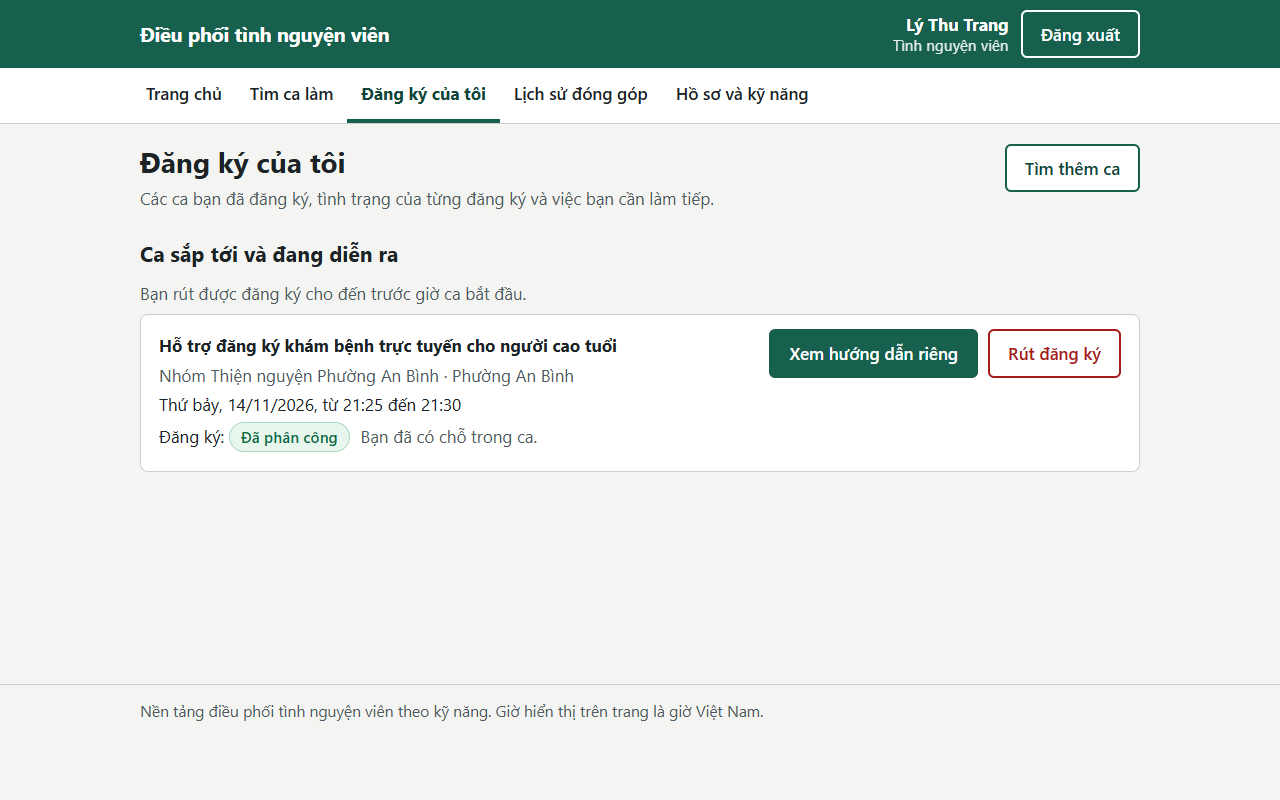 Điều phối tình nguyện viên
Lý Thu Trang
Tình nguyện viên
Đăng xuất
Trang chủ
Tìm ca làm
Đăng ký của tôi
Lịch sử đóng góp
Hồ sơ và kỹ năng
Đăng ký của tôi
Tìm thêm ca
Các ca bạn đã đăng ký, tình trạng của từng đăng ký và việc bạn cần làm tiếp.
Ca sắp tới và đang diễn ra
Bạn rút được đăng ký cho đến trước giờ ca bắt đầu.
Hỗ trợ đăng ký khám bệnh trực tuyến cho người cao tuổi
Xem hướng dẫn riêng
Rút đăng ký
Nhóm Thiện nguyện Phường An Bình · Phường An Bình
Thứ bảy, 14/11/2026, từ 21:25 đến 21:30
Đăng ký: Đã phân công Bạn đã có chỗ trong ca.
Nền tảng điều phối tình nguyện viên theo kỹ năng. Giờ hiển thị trên trang là giờ Việt Nam.